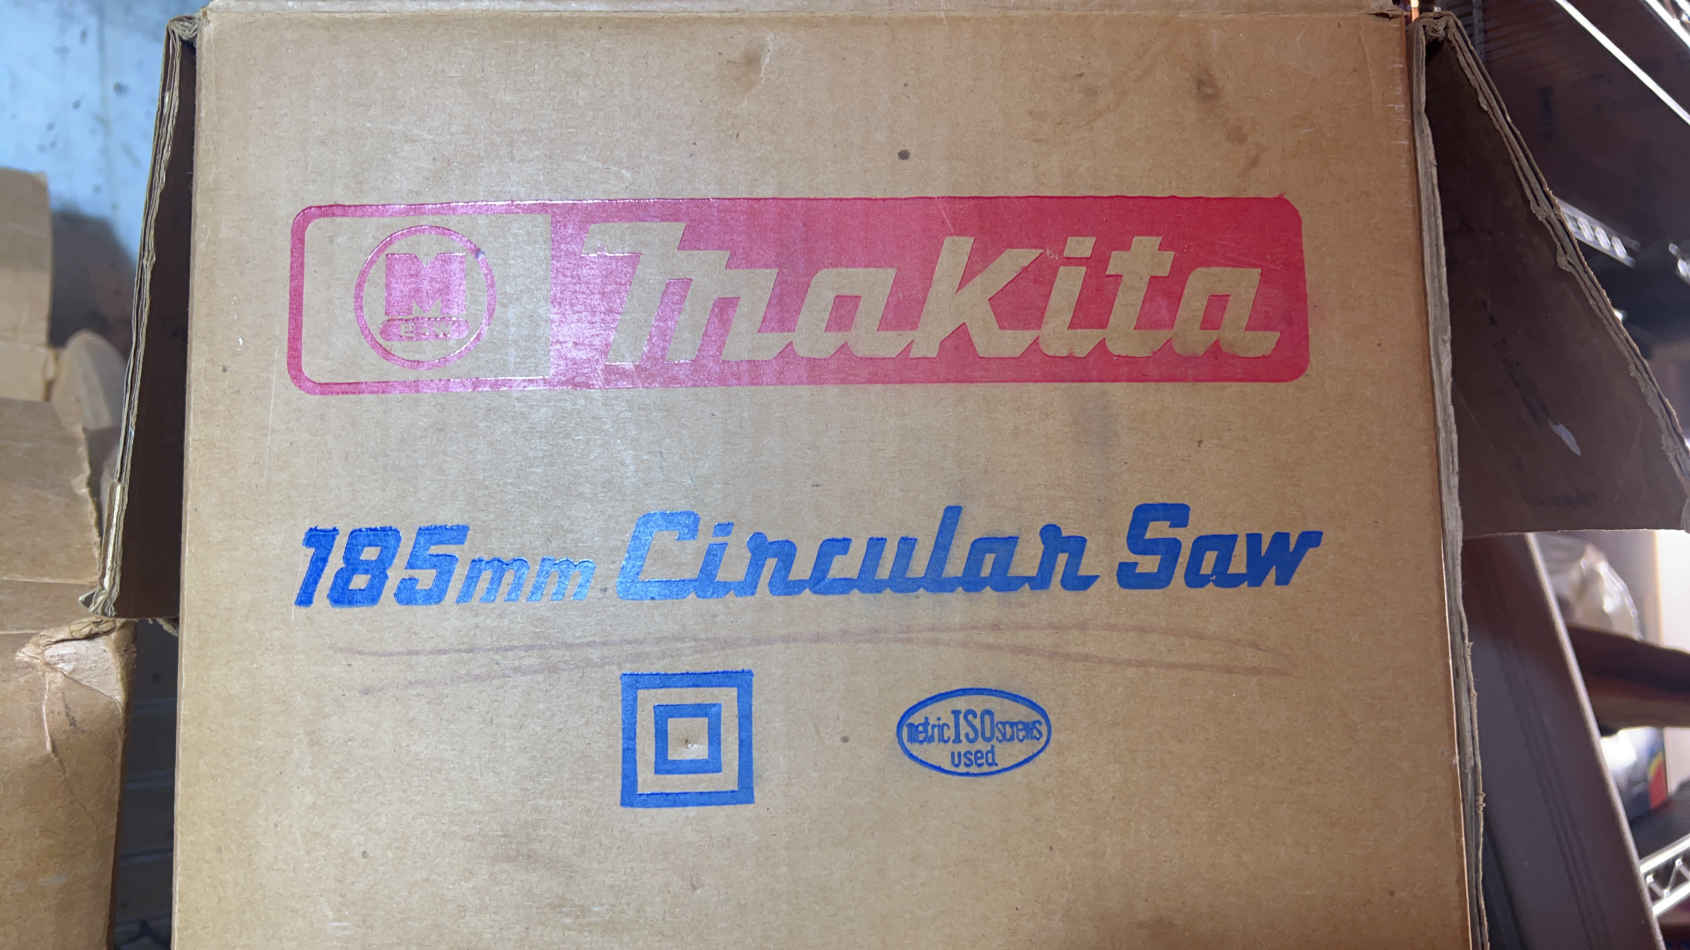 M
M
E.W
Makita
185mm Circular Saw
metric ISO screws
used